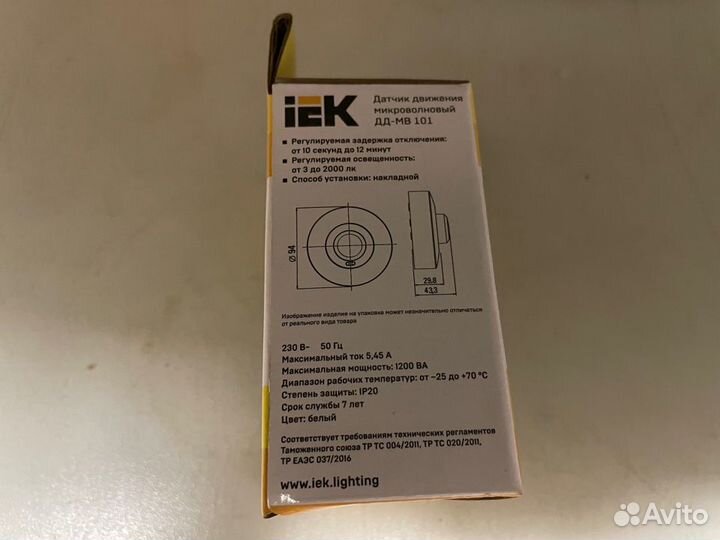 iEK
Датчик движения
микроволновый
ДД-МВ 101
▪ Регулируемая задержка отключения:
от 10 секунд до 12 минут
▪ Регулируемая освещенность:
от 3 до 2000 лк
▪ Способ установки: накладной
Ø 94
29,8
43,3
Изображение изделия на упаковке может незначительно отличаться
от реального вида товара
230 В~ 50 Гц
Максимальный ток 5,45 А
Максимальная мощность: 1200 ВА
Диапазон рабочих температур: от −25 до +70 °С
Степень защиты: IP20
Срок службы 7 лет
Цвет: белый
Соответствует требованиям технических регламентов
Таможенного союза ТР ТС 004/2011, ТР ТС 020/2011,
ТР ЕАЭС 037/2016
www.iek.lighting
Avito